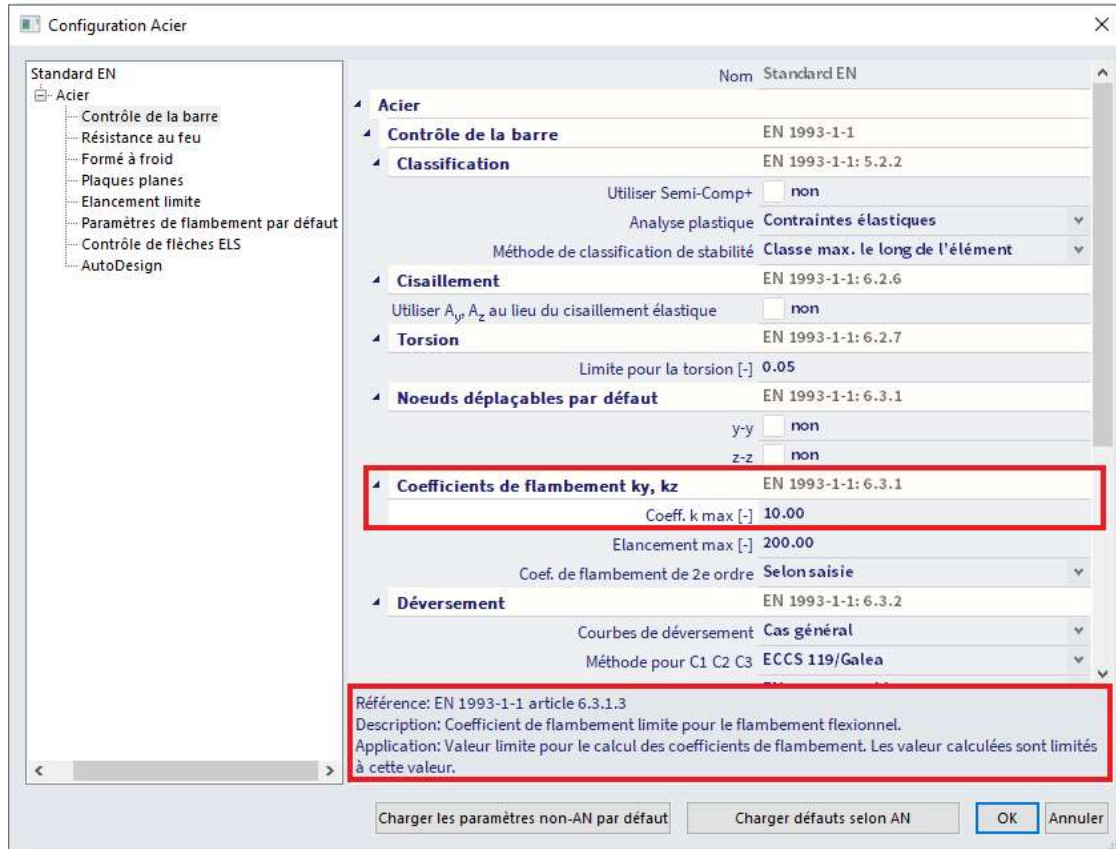 Configuration Acier
Standard EN
Acier
Contrôle de la barre
Résistance au feu
Formé à froid
Plaques planes
Elancement limite
Paramètres de flambement par défaut
Contrôle de flèches ELS
AutoDesign
Nom Standard EN
Acier
Contrôle de la barre EN 1993-1-1
Classification EN 1993-1-1: 5.2.2
Utiliser Semi-Comp+ non
Analyse plastique Contraintes élastiques
Méthode de classification de stabilité Classe max. le long de l'élément
Cisaillement EN 1993-1-1: 6.2.6
Utiliser Ay, Az au lieu du cisaillement élastique non
Torsion EN 1993-1-1: 6.2.7
Limite pour la torsion [-] 0.05
Noeuds déplaçables par défaut EN 1993-1-1: 6.3.1
y-y non
z-z non
Coefficients de flambement ky, kz EN 1993-1-1: 6.3.1
Coeff. k max [-] 10.00
Elancement max [-] 200.00
Coef. de flambement de 2e ordre Selon saisie
Déversement EN 1993-1-1: 6.3.2
Courbes de déversement Cas général
Méthode pour C1 C2 C3 ECCS 119/Galea
Référence: EN 1993-1-1 article 6.3.1.3
Description: Coefficient de flambement limite pour le flambement flexionnel.
Application: Valeur limite pour le calcul des coefficients de flambement. Les valeur calculées sont limités
à cette valeur.
Charger les paramètres non-AN par défaut Charger défauts selon AN OK Annuler